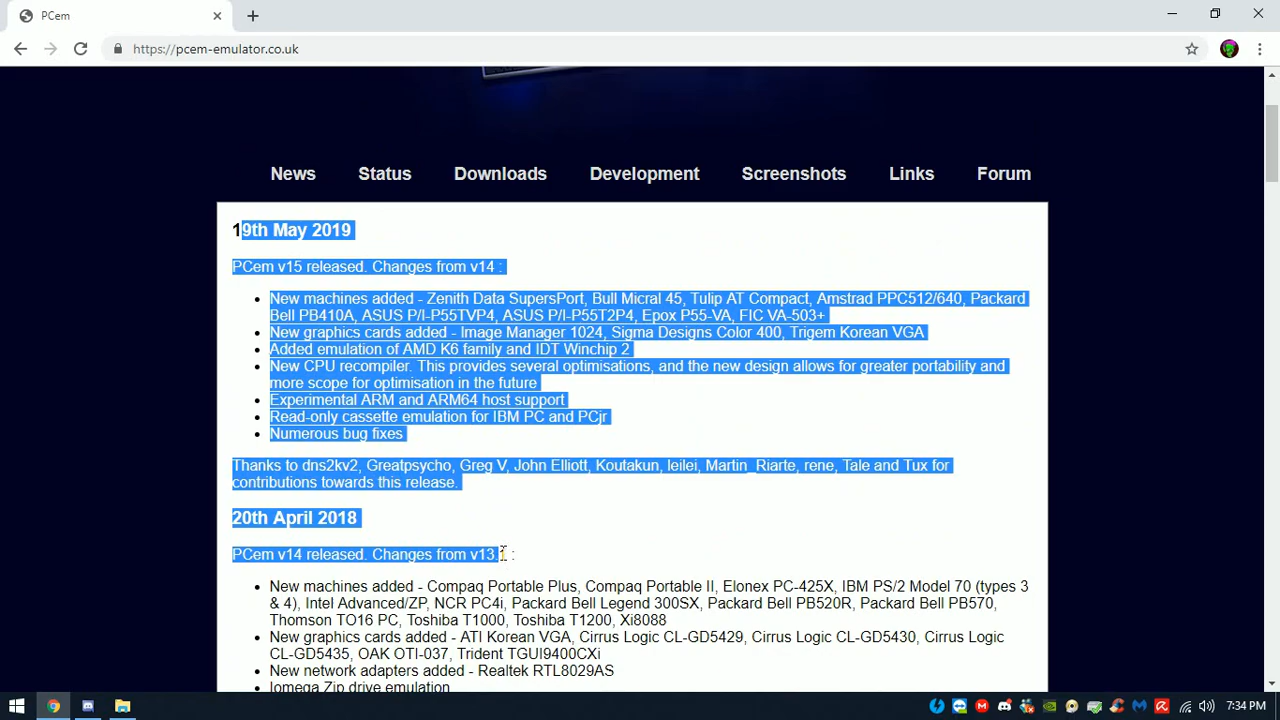 PCem
https://pcem-emulator.co.uk
News Status Downloads Development Screenshots Links Forum
19th May 2019
PCem v15 released. Changes from v14 :
New machines added - Zenith Data SupersPort, Bull Micral 45, Tulip AT Compact, Amstrad PPC512/640, Packard
Bell PB410A, ASUS P/I-P55TVP4, ASUS P/I-P55T2P4, Epox P55-VA, FIC VA-503+
New graphics cards added - Image Manager 1024, Sigma Designs Color 400, Trigem Korean VGA
Added emulation of AMD K6 family and IDT Winchip 2
New CPU recompiler. This provides several optimisations, and the new design allows for greater portability and
more scope for optimisation in the future
Experimental ARM and ARM64 host support
Read-only cassette emulation for IBM PC and PCjr
Numerous bug fixes
Thanks to dns2kv2, Greatpsycho, Greg V, John Elliott, Koutakun, leilei, Martin_Riarte, rene, Tale and Tux for
contributions towards this release.
20th April 2018
PCem v14 released. Changes from v13.1 :
New machines added - Compaq Portable Plus, Compaq Portable II, Elonex PC-425X, IBM PS/2 Model 70 (types 3
& 4), Intel Advanced/ZP, NCR PC4i, Packard Bell Legend 300SX, Packard Bell PB520R, Packard Bell PB570,
Thomson TO16 PC, Toshiba T1000, Toshiba T1200, Xi8088
New graphics cards added - ATI Korean VGA, Cirrus Logic CL-GD5429, Cirrus Logic CL-GD5430, Cirrus Logic
CL-GD5435, OAK OTI-037, Trident TGUI9400CXi
New network adapters added - Realtek RTL8029AS
Iomega Zip drive emulation
7:34 PM